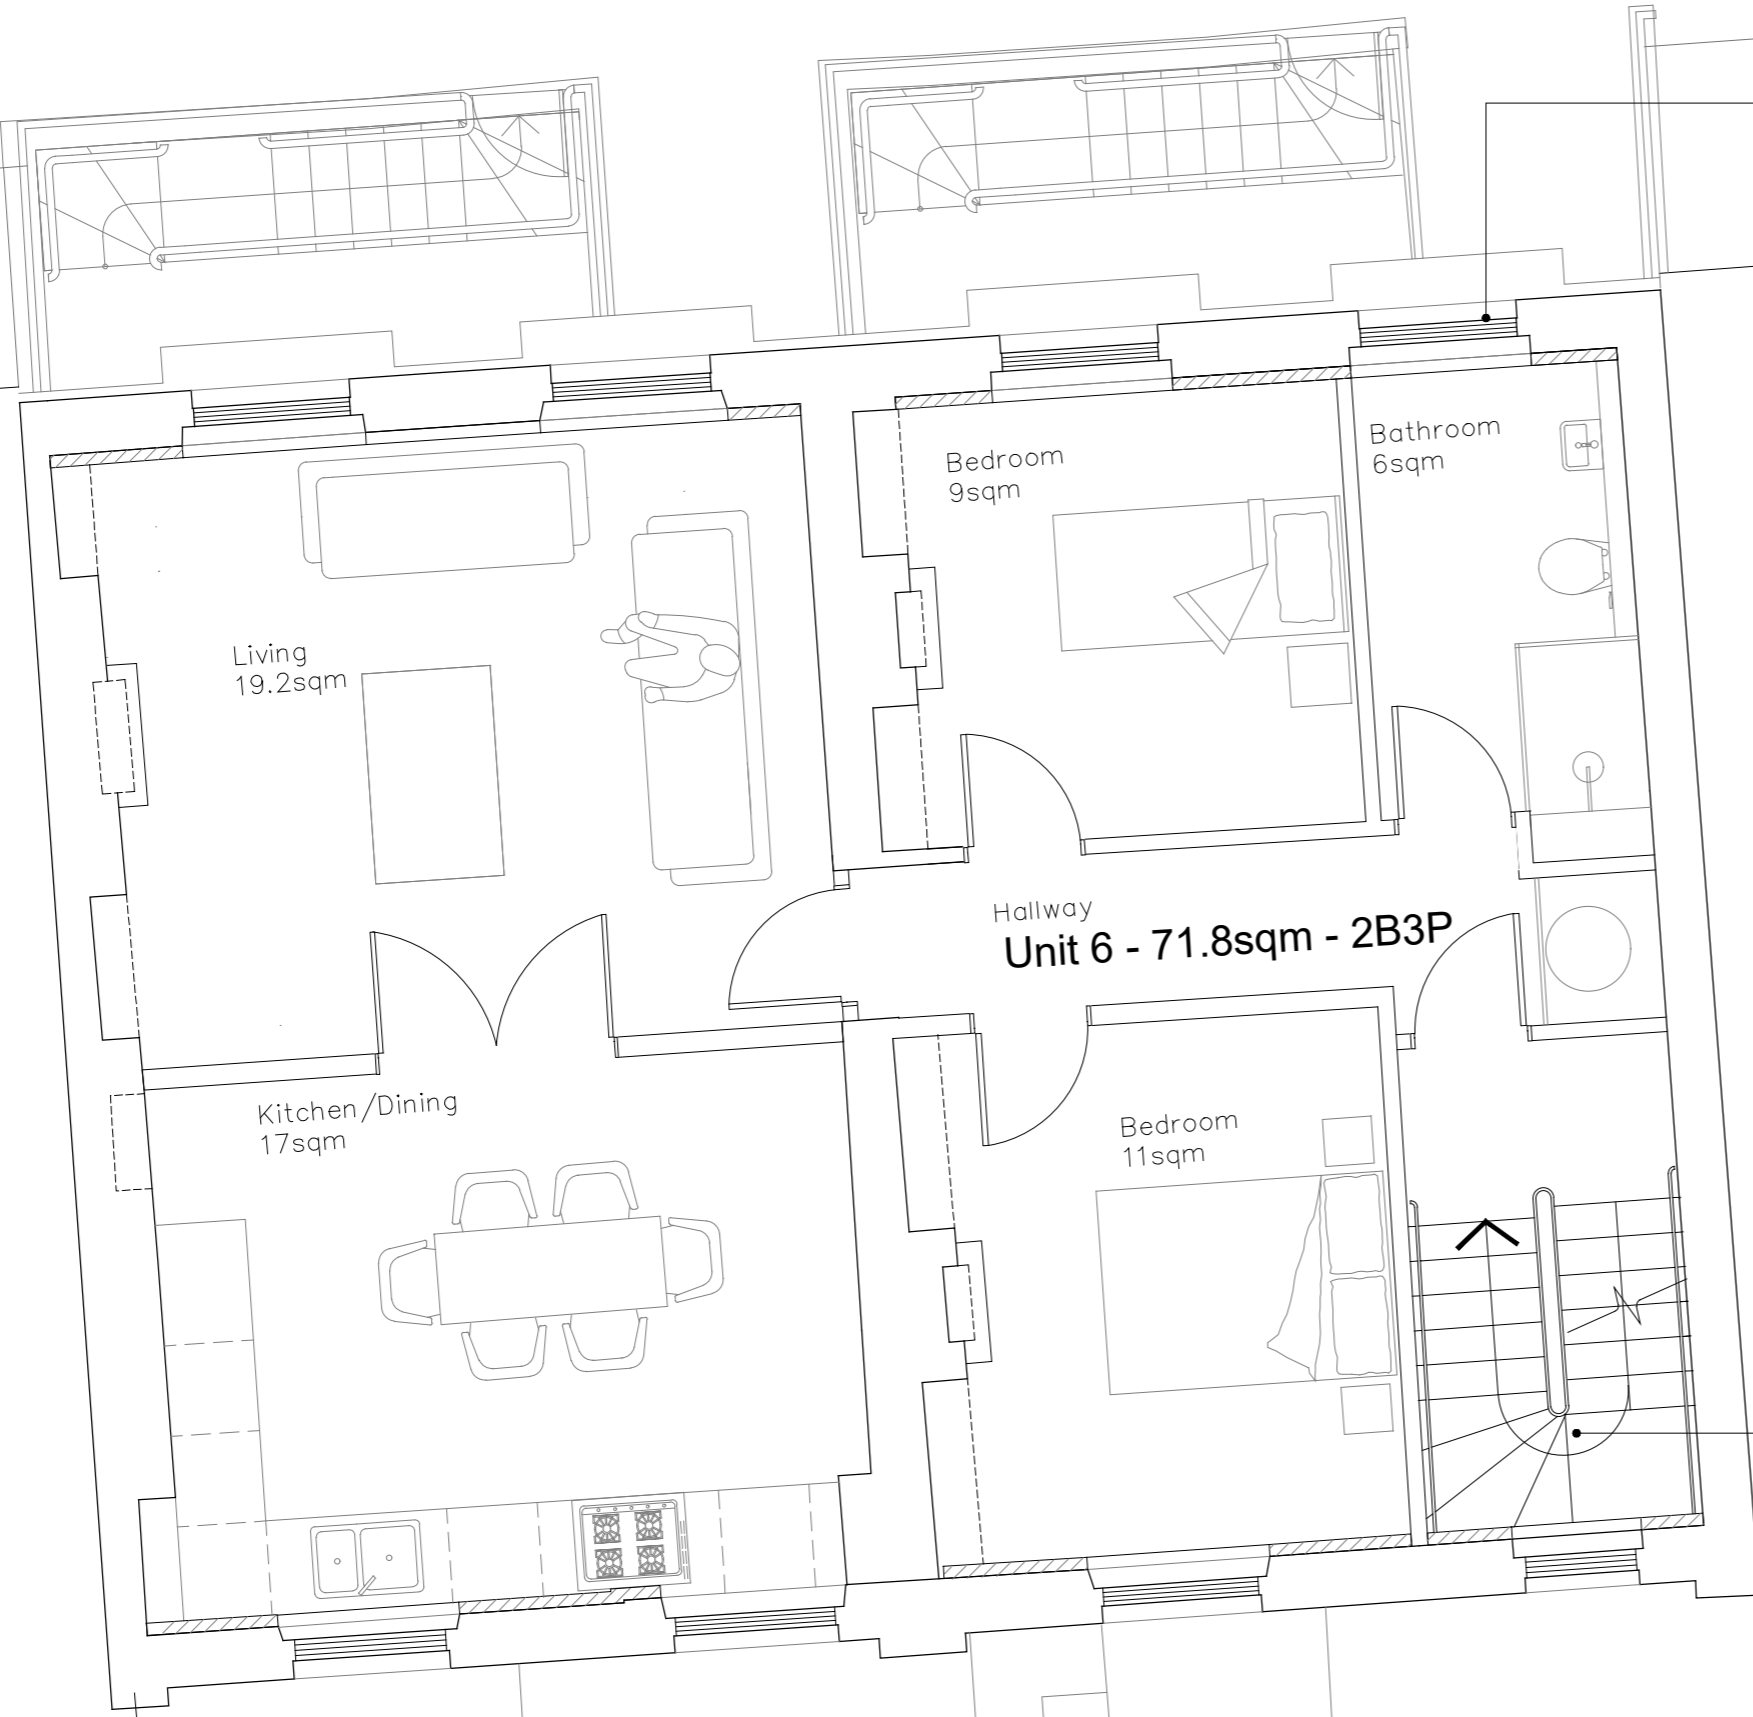 Bedroom
9sqm
Bathroom
6sqm
Living
19.2sqm
Hallway
Unit 6 - 71.8sqm - 2B3P
Kitchen/Dining
17sqm
Bedroom
11sqm